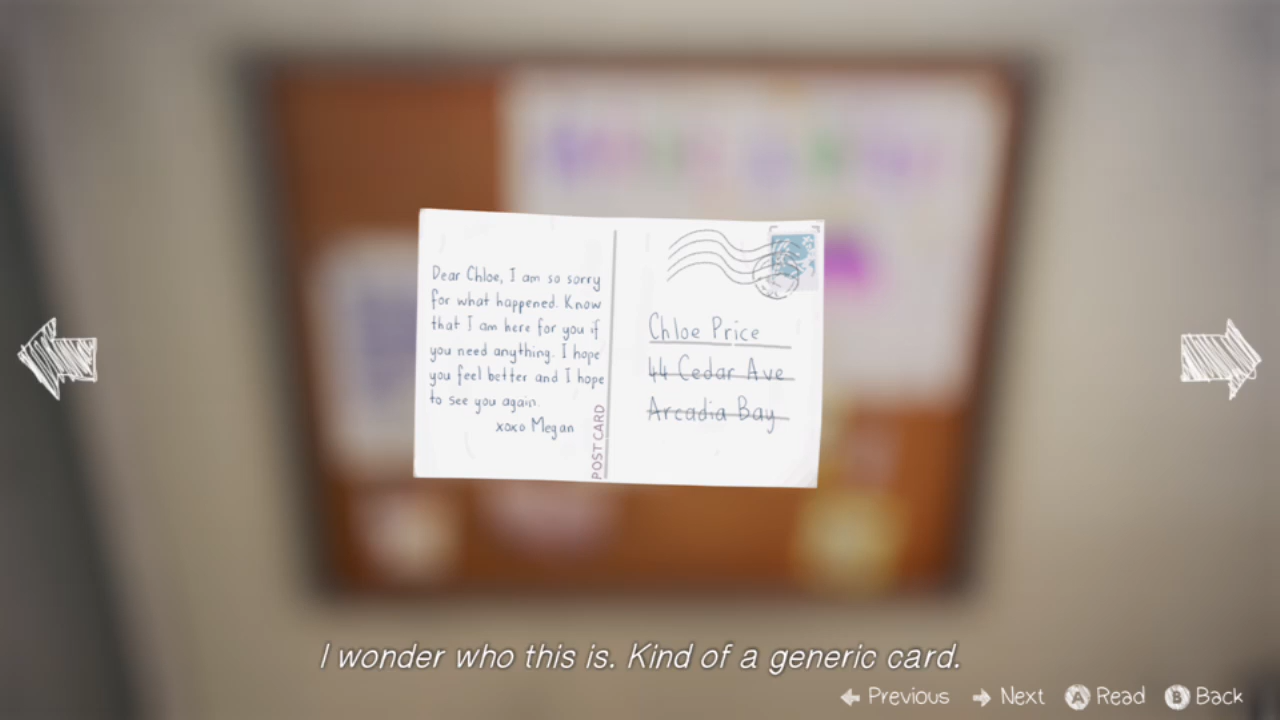 Dear Chloe, I am so sorry
for what happened. Know
that I am here for you if
you need anything. I hope
you feel better and I hope
to see you again.
xoxo Megan
POST CARD
Chloe Price
44 Cedar Ave
Arcadia Bay
I wonder who this is. Kind of a generic card.
Previous Next A Read B Back